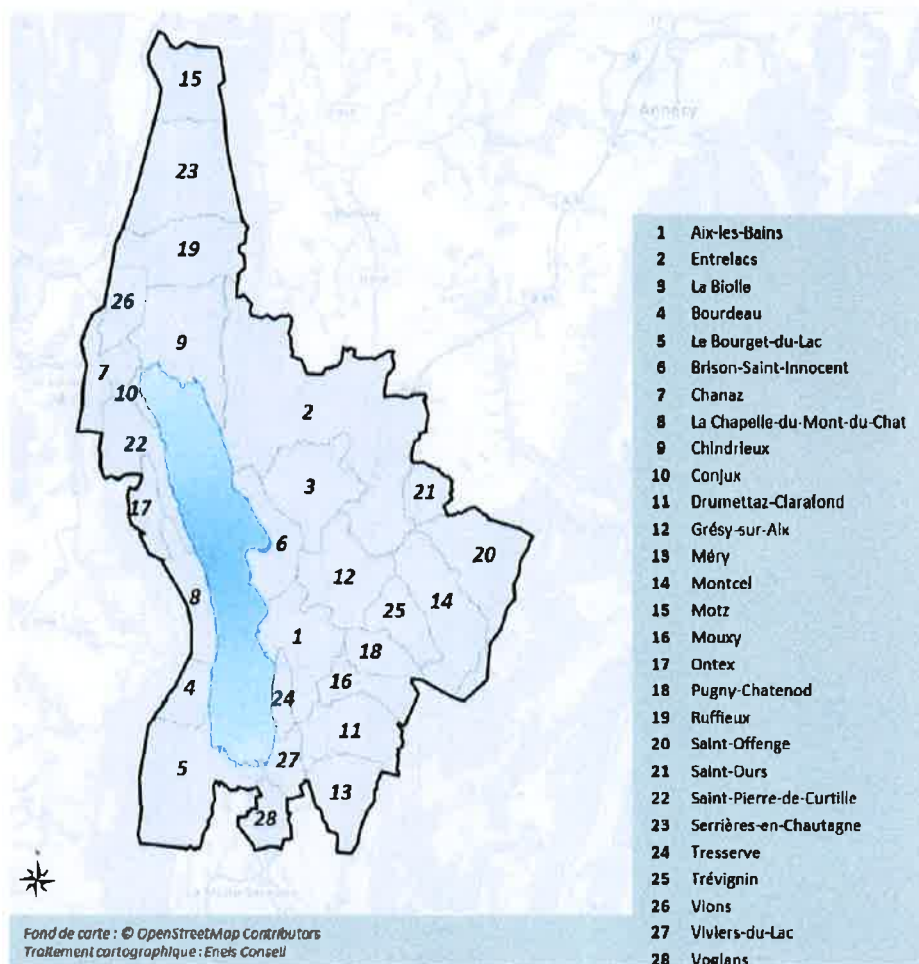 15
Annecy
23
19
26
9
7
10
2
22
3
21
17
6
20
12
8
25
14
1
18
4
16
24
11
5
27
13
28
1 Aix-les-Bains
2 Entrelacs
3 La Biolle
4 Bourdeau
5 Le Bourget-du-Lac
6 Brison-Saint-Innocent
7 Chanaz
8 La Chapelle-du-Mont-du-Chat
9 Chindrieux
10 Conjux
11 Drumettaz-Clarafond
12 Grésy-sur-Aix
13 Méry
14 Montcel
15 Motz
16 Mouxy
17 Ontex
18 Pugny-Chatenod
19 Ruffieux
20 Saint-Offenge
21 Saint-Ours
22 Saint-Pierre-de-Curtille
23 Serrières-en-Chautagne
24 Tresserve
25 Trévignin
26 Vions
27 Viviers-du-Lac
28 Voglans
Fond de carte : © OpenStreetMap Contributors
Traitement cartographique : Eneis Conseil